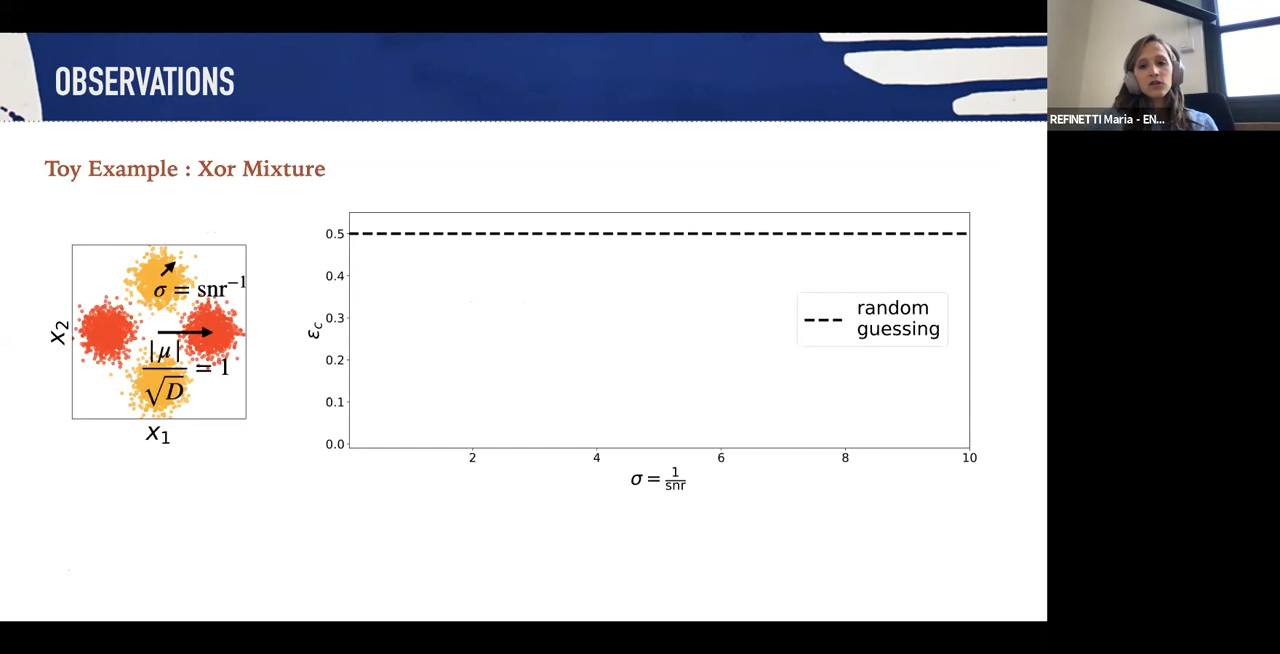 OBSERVATIONS
REFINETTI Maria - EN...
Toy Example : Xor Mixture
σ = snr⁻¹
|μ|
√D
= 1
x₂
x₁
0.5
0.4
0.3
0.2
0.1
0.0
ε꜀
2 4 6 8 10
σ = 1/snr
random
guessing